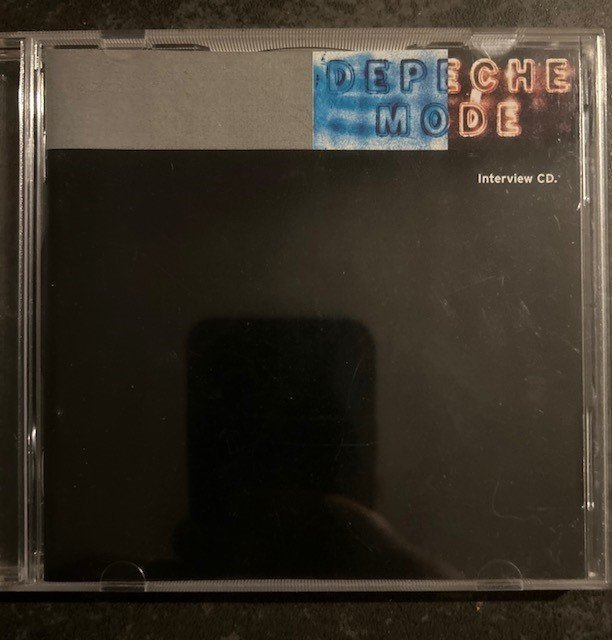 DEPECHE
MODE
Interview CD.